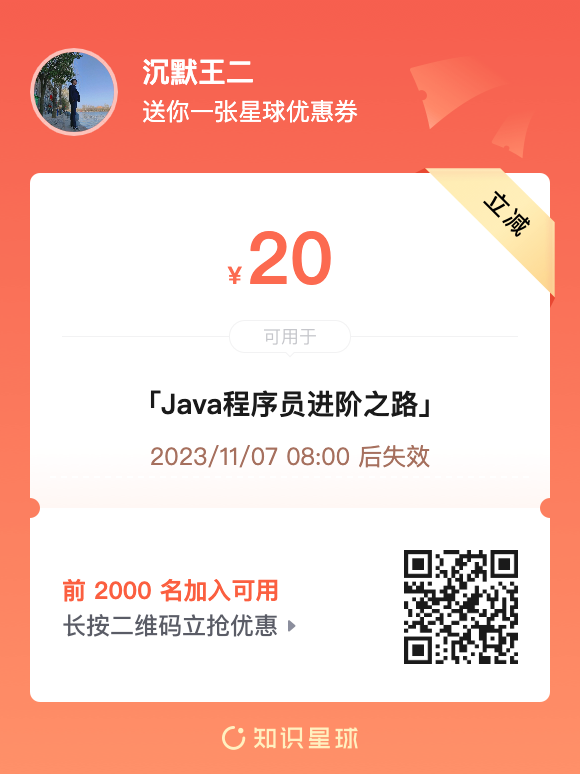 沉默王二
送你一张星球优惠券
立减
¥20
可用于
「Java程序员进阶之路」
2023/11/07 08:00 后失效
前 2000 名加入可用
长按二维码立抢优惠
知识星球